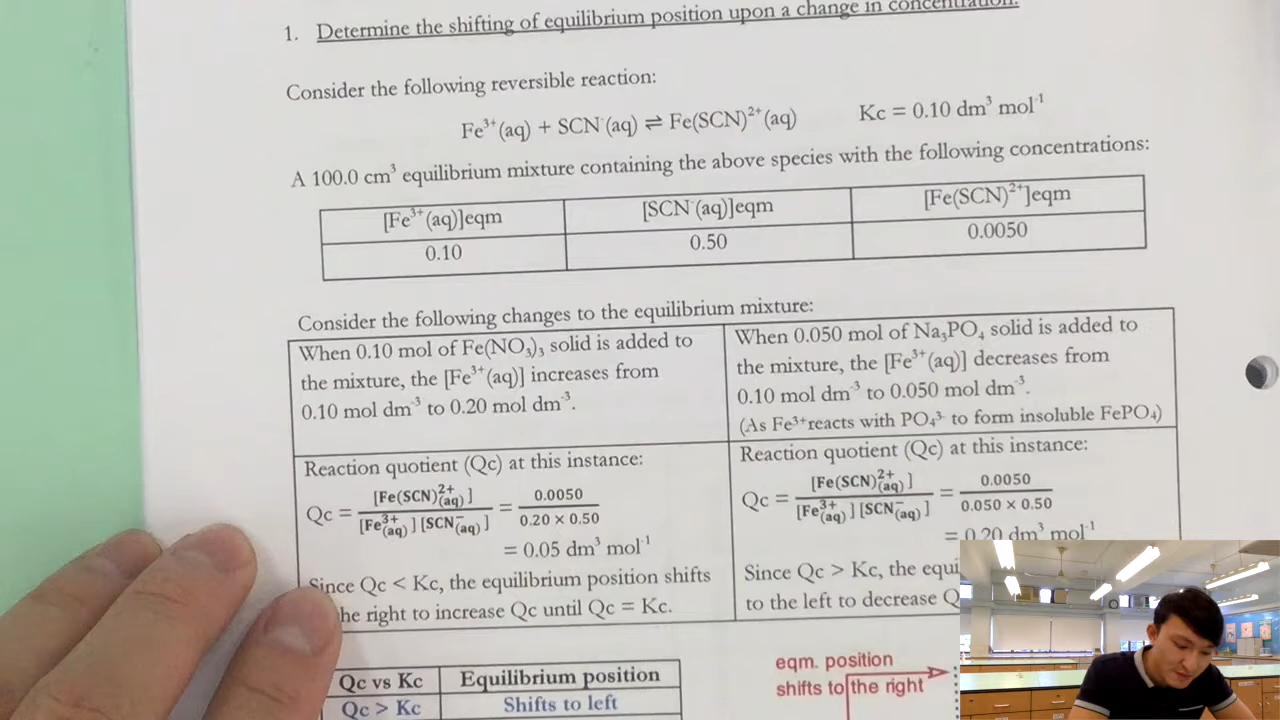 1. Determine the shifting of equilibrium position upon a change in concentration.
Consider the following reversible reaction:
Fe³⁺(aq) + SCN⁻(aq) ⇌ Fe(SCN)²⁺(aq) Kc = 0.10 dm³ mol⁻¹
A 100.0 cm³ equilibrium mixture containing the above species with the following concentrations:
[Fe³⁺(aq)]eqm [SCN⁻(aq)]eqm [Fe(SCN)²⁺]eqm
0.10 0.50 0.0050
Consider the following changes to the equilibrium mixture:
When 0.10 mol of Fe(NO₃)₃ solid is added to
the mixture, the [Fe³⁺(aq)] increases from
0.10 mol dm⁻³ to 0.20 mol dm⁻³.
When 0.050 mol of Na₃PO₄ solid is added to
the mixture, the [Fe³⁺(aq)] decreases from
0.10 mol dm⁻³ to 0.050 mol dm⁻³.
(As Fe³⁺ reacts with PO₄³⁻ to form insoluble FePO₄)
Reaction quotient (Qc) at this instance:
Qc = [Fe(SCN)²⁺(aq)] / [Fe³⁺(aq)] [SCN⁻(aq)] = 0.0050 / 0.20 × 0.50
= 0.05 dm³ mol⁻¹
Since Qc < Kc, the equilibrium position shifts
he right to increase Qc until Qc = Kc.
Reaction quotient (Qc) at this instance:
Qc = [Fe(SCN)²⁺(aq)] / [Fe³⁺(aq)] [SCN⁻(aq)] = 0.0050 / 0.050 × 0.50
= 0.20 dm³ mol⁻¹
Since Qc > Kc, the equi
to the left to decrease Q
Qc vs Kc Equilibrium position
Qc > Kc Shifts to left
eqm. position
shifts to the right